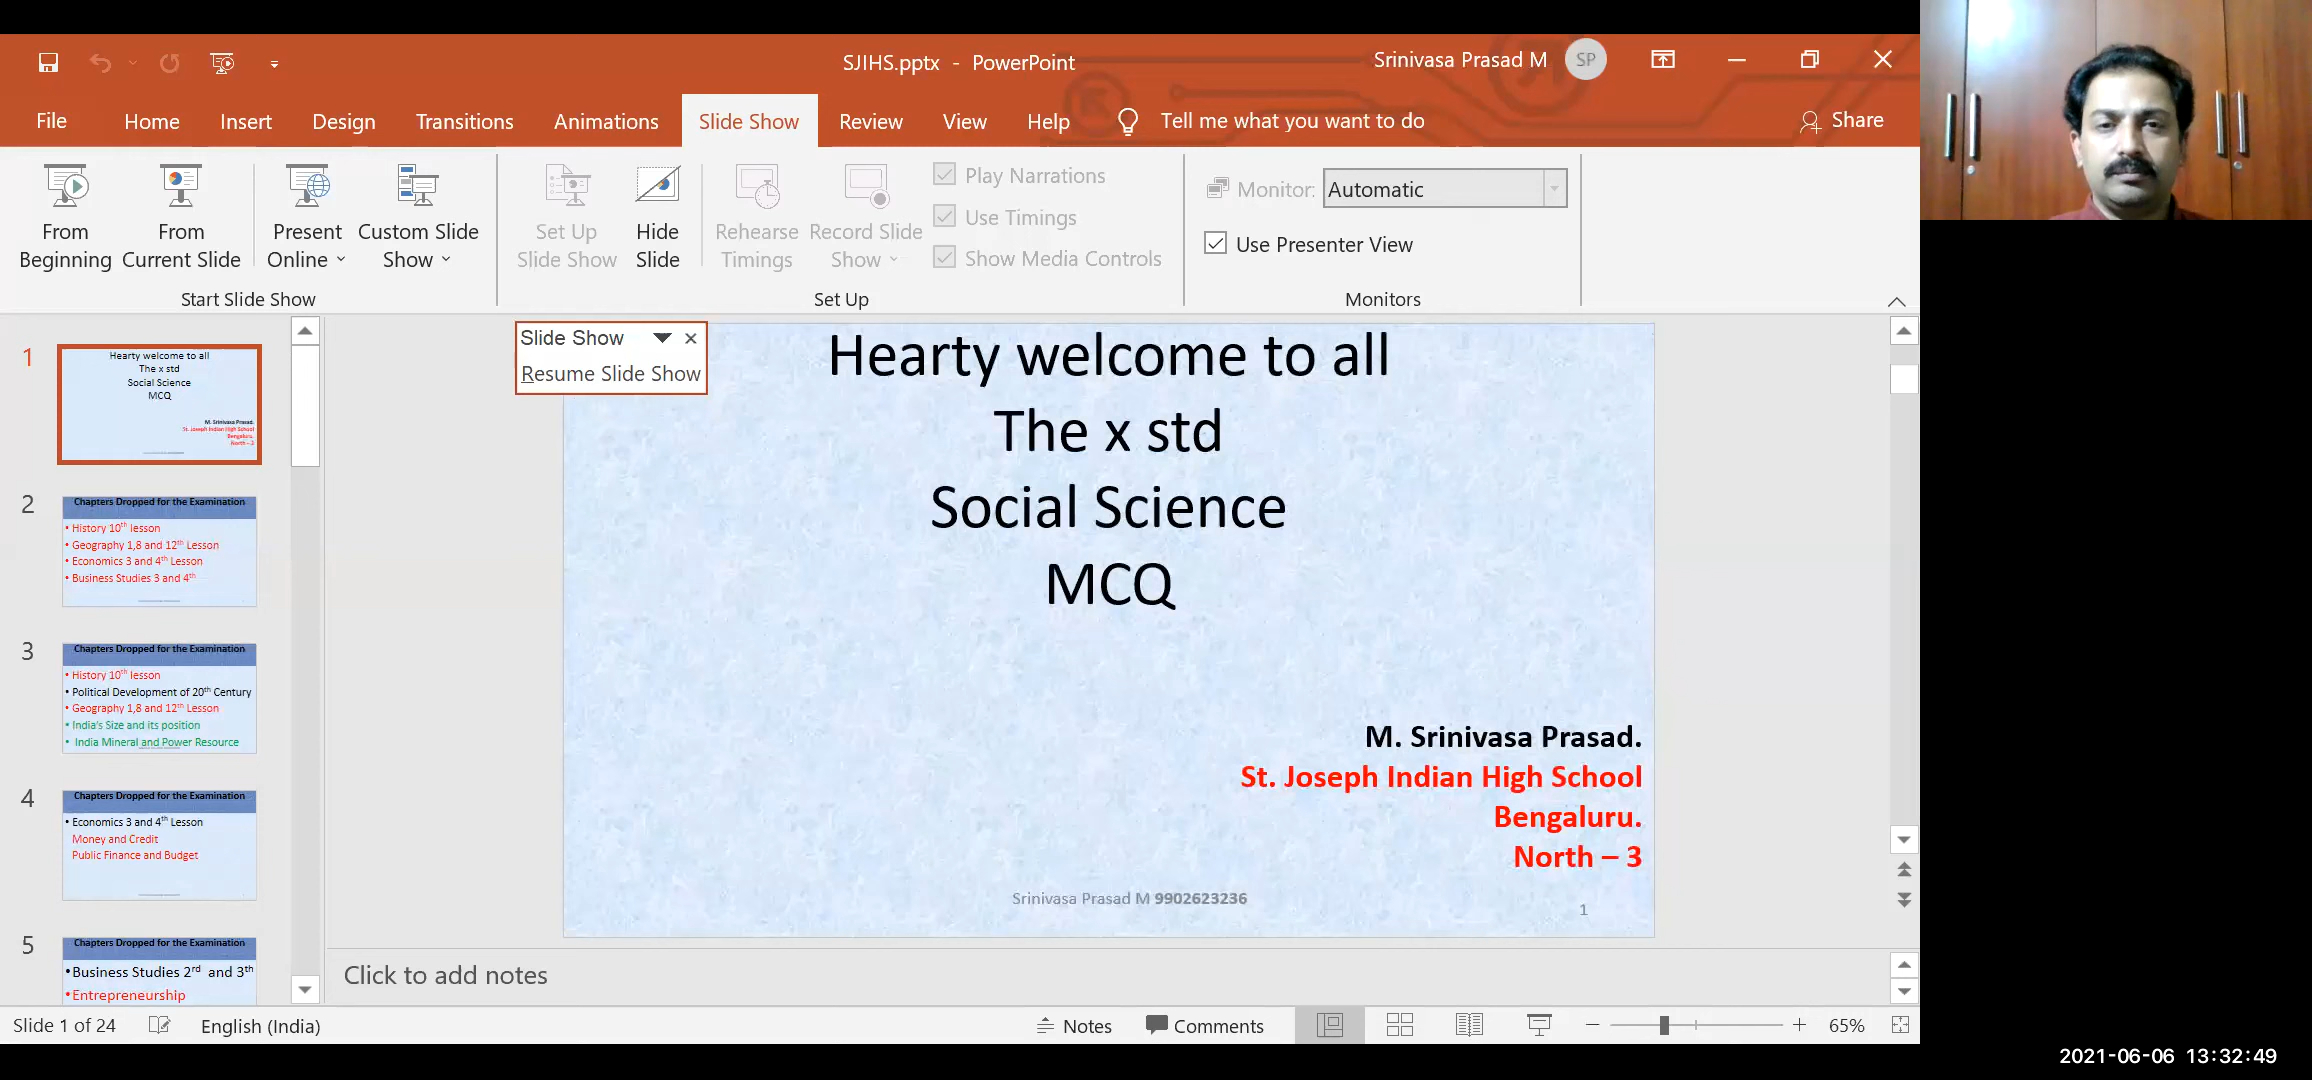 SJIHS.pptx - PowerPoint
Srinivasa Prasad M
SP
File
Home
Insert
Design
Transitions
Animations
Slide Show
Review
View
Help
Tell me what you want to do
Share
From Beginning
From Current Slide
Present Online
Custom Slide Show
Set Up Slide Show
Hide Slide
Rehearse Timings
Record Slide Show
Play Narrations
Use Timings
Show Media Controls
Monitor:
Automatic
Use Presenter View
Start Slide Show
Set Up
Monitors
1
Hearty welcome to all
The x std
Social Science
MCQ
M. Srinivasa Prasad.
St. Joseph Indian High School
Bengaluru.
North – 3
2
Chapters Dropped for the Examination
• History 10th lesson
• Geography 1,8 and 12th Lesson
• Economics 3 and 4th Lesson
• Business Studies 3 and 4th
3
Chapters Dropped for the Examination
• History 10th lesson
• Political Development of 20th Century
• Geography 1,8 and 12th Lesson
• India's Size and its position
• India Mineral and Power Resource
4
Chapters Dropped for the Examination
• Economics 3 and 4th Lesson
Money and Credit
Public Finance and Budget
5
Chapters Dropped for the Examination
• Business Studies 2rd and 3th
• Entrepreneurship
Slide Show
Resume Slide Show
Hearty welcome to all
The x std
Social Science
MCQ
M. Srinivasa Prasad.
St. Joseph Indian High School
Bengaluru.
North – 3
Srinivasa Prasad M 9902623236
1
Click to add notes
Slide 1 of 24
English (India)
Notes
Comments
65%
2021-06-06 13:32:49